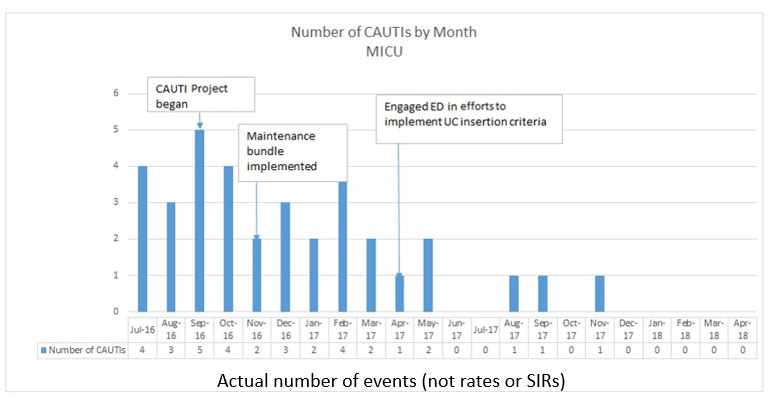 Number of CAUTIs by Month
MICU
CAUTI Project
began
Engaged ED in efforts to
implement UC insertion criteria
Maintenance
bundle
implemented
6
5
4
3
2
1
0
Jul-16 Aug-16 Sep-16 Oct-16 Nov-16 Dec-16 Jan-17 Feb-17 Mar-17 Apr-17 May-17 Jun-17 Jul-17 Aug-17 Sep-17 Oct-17 Nov-17 Dec-17 Jan-18 Feb-18 Mar-18 Apr-18
Number of CAUTIs 4 3 5 4 2 3 2 4 2 1 2 0 0 1 1 0 1 0 0 0 0 0
Actual number of events (not rates or SIRs)